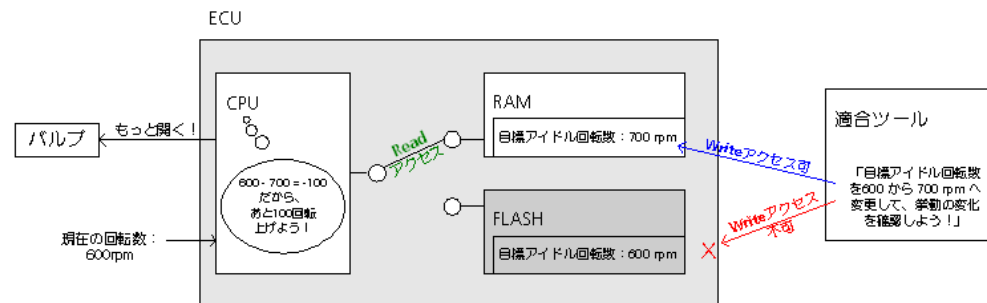 ECU
CPU
600 - 700 = -100
だから、
あと100回転
上げよう！
バルブ
もっと開く！
現在の回転数：
600rpm
Read
アクセス
RAM
目標アイドル回転数：700 rpm
FLASH
目標アイドル回転数：600 rpm
Writeアクセス可
Writeアクセス
不可
適合ツール
「目標アイドル回転数
を600 から 700 rpm へ
変更して、挙動の変化
を確認しよう！」